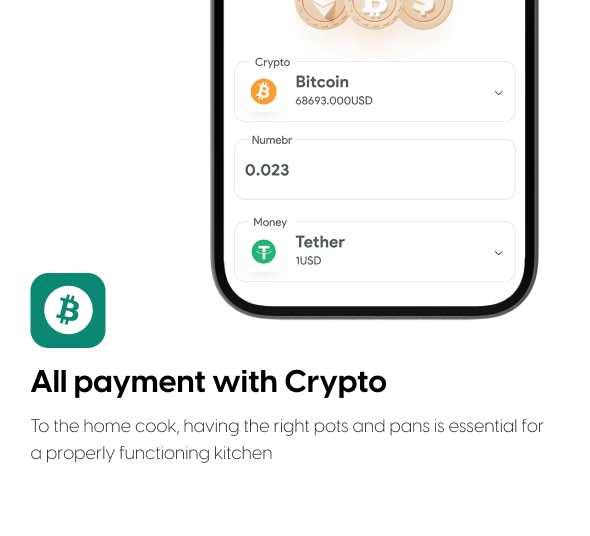 Crypto
Bitcoin
68693.000USD
Numebr
0.023
Money
Tether
1USD
All payment with Crypto
To the home cook, having the right pots and pans is essential for
a properly functioning kitchen